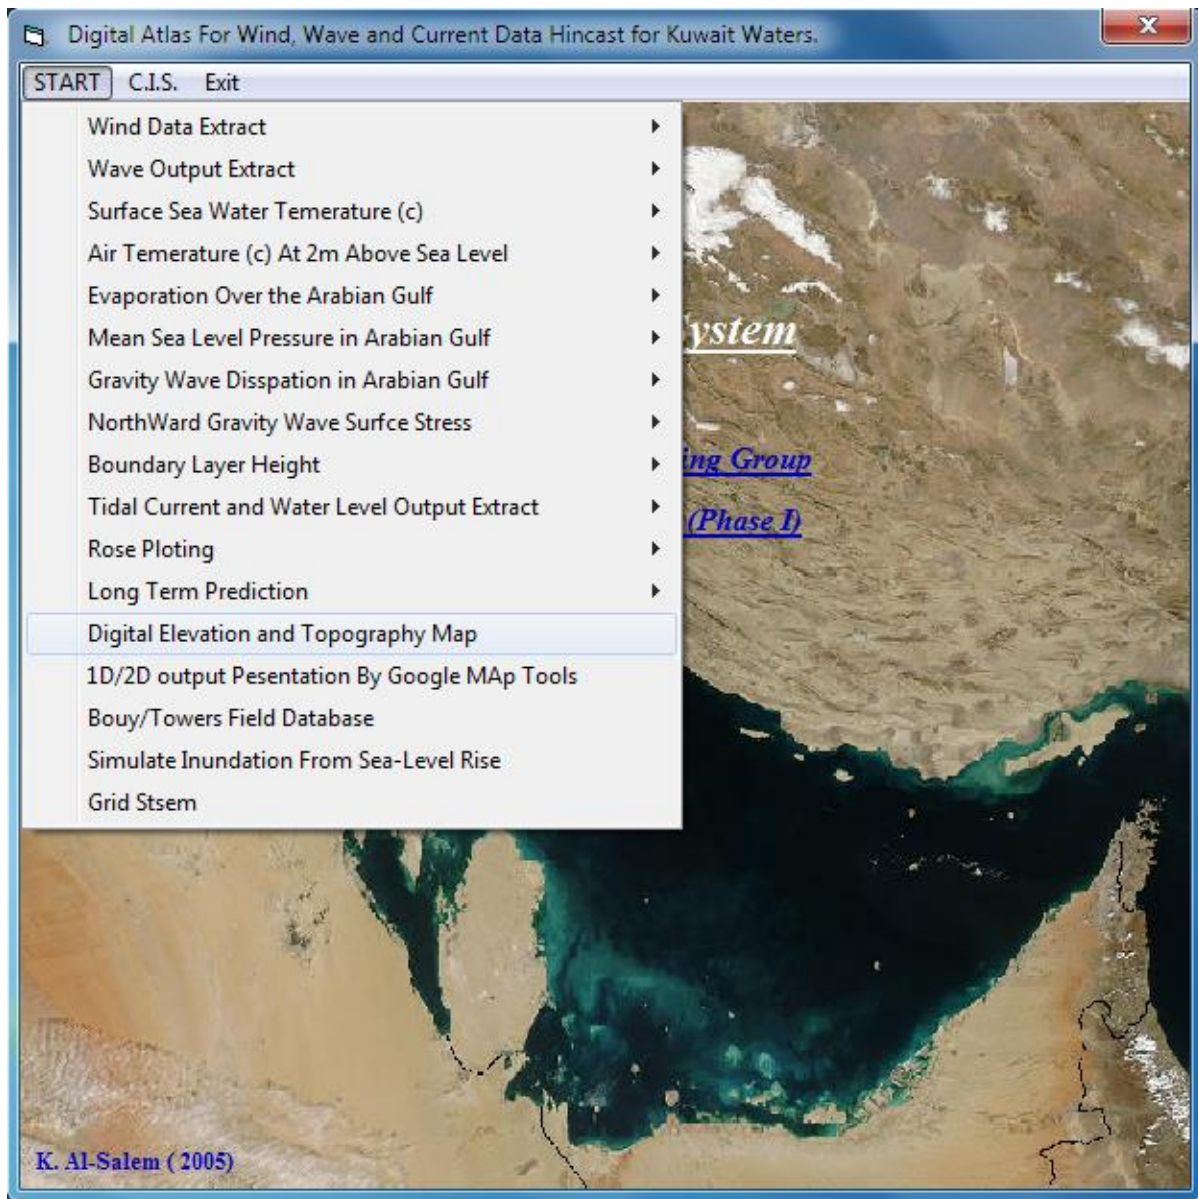 Digital Atlas For Wind, Wave and Current Data Hincast for Kuwait Waters.
START C.I.S. Exit
Wind Data Extract
Wave Output Extract
Surface Sea Water Temerature (c)
Air Temerature (c) At 2m Above Sea Level
Evaporation Over the Arabian Gulf
Mean Sea Level Pressure in Arabian Gulf
Gravity Wave Disspation in Arabian Gulf
NorthWard Gravity Wave Surfce Stress
Boundary Layer Height
Tidal Current and Water Level Output Extract
Rose Ploting
Long Term Prediction
Digital Elevation and Topography Map
1D/2D output Pesentation By Google MAp Tools
Bouy/Towers Field Database
Simulate Inundation From Sea-Level Rise
Grid Stsem
ystem
ing Group
(Phase I)
K. Al-Salem ( 2005)